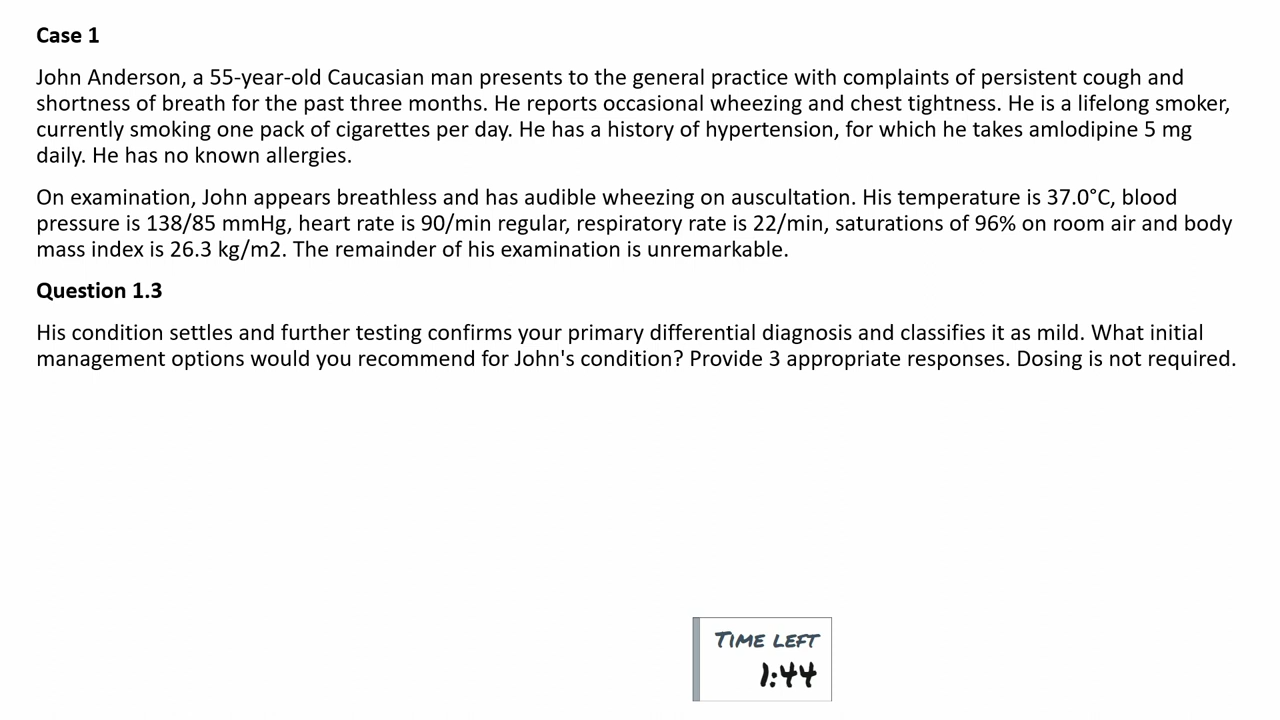 Case 1
John Anderson, a 55-year-old Caucasian man presents to the general practice with complaints of persistent cough and
shortness of breath for the past three months. He reports occasional wheezing and chest tightness. He is a lifelong smoker,
currently smoking one pack of cigarettes per day. He has a history of hypertension, for which he takes amlodipine 5 mg
daily. He has no known allergies.
On examination, John appears breathless and has audible wheezing on auscultation. His temperature is 37.0°C, blood
pressure is 138/85 mmHg, heart rate is 90/min regular, respiratory rate is 22/min, saturations of 96% on room air and body
mass index is 26.3 kg/m2. The remainder of his examination is unremarkable.
Question 1.3
His condition settles and further testing confirms your primary differential diagnosis and classifies it as mild. What initial
management options would you recommend for John's condition? Provide 3 appropriate responses. Dosing is not required.
TIME LEFT
1:44